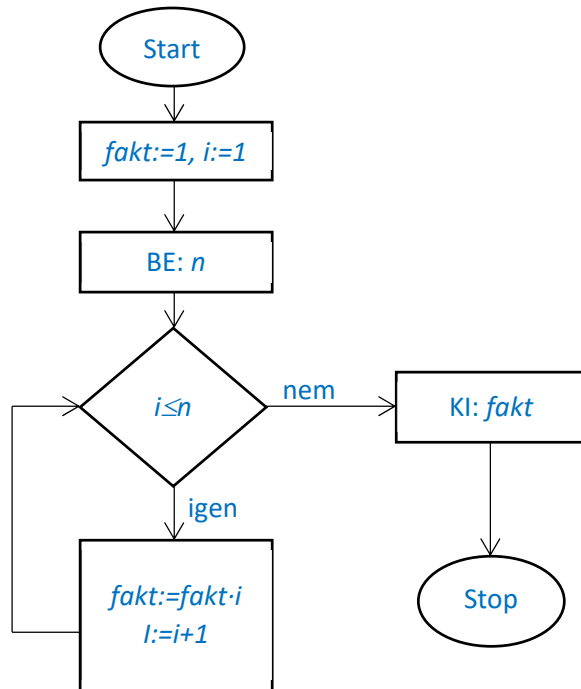 Start
fakt:=1, i:=1
BE: n
i≤n
nem
KI: fakt
igen
fakt:=fakt·i
I:=i+1
Stop